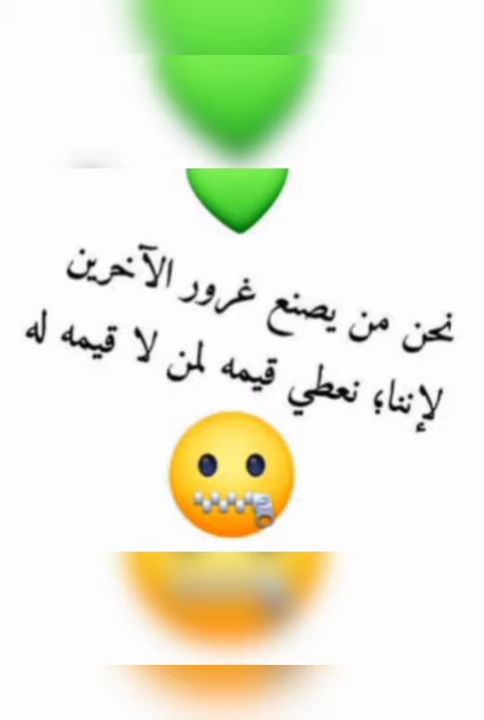 نحن من يصنع غرور الآخرين
لإننا؛ نعطي قيمه لمن لا قيمه له